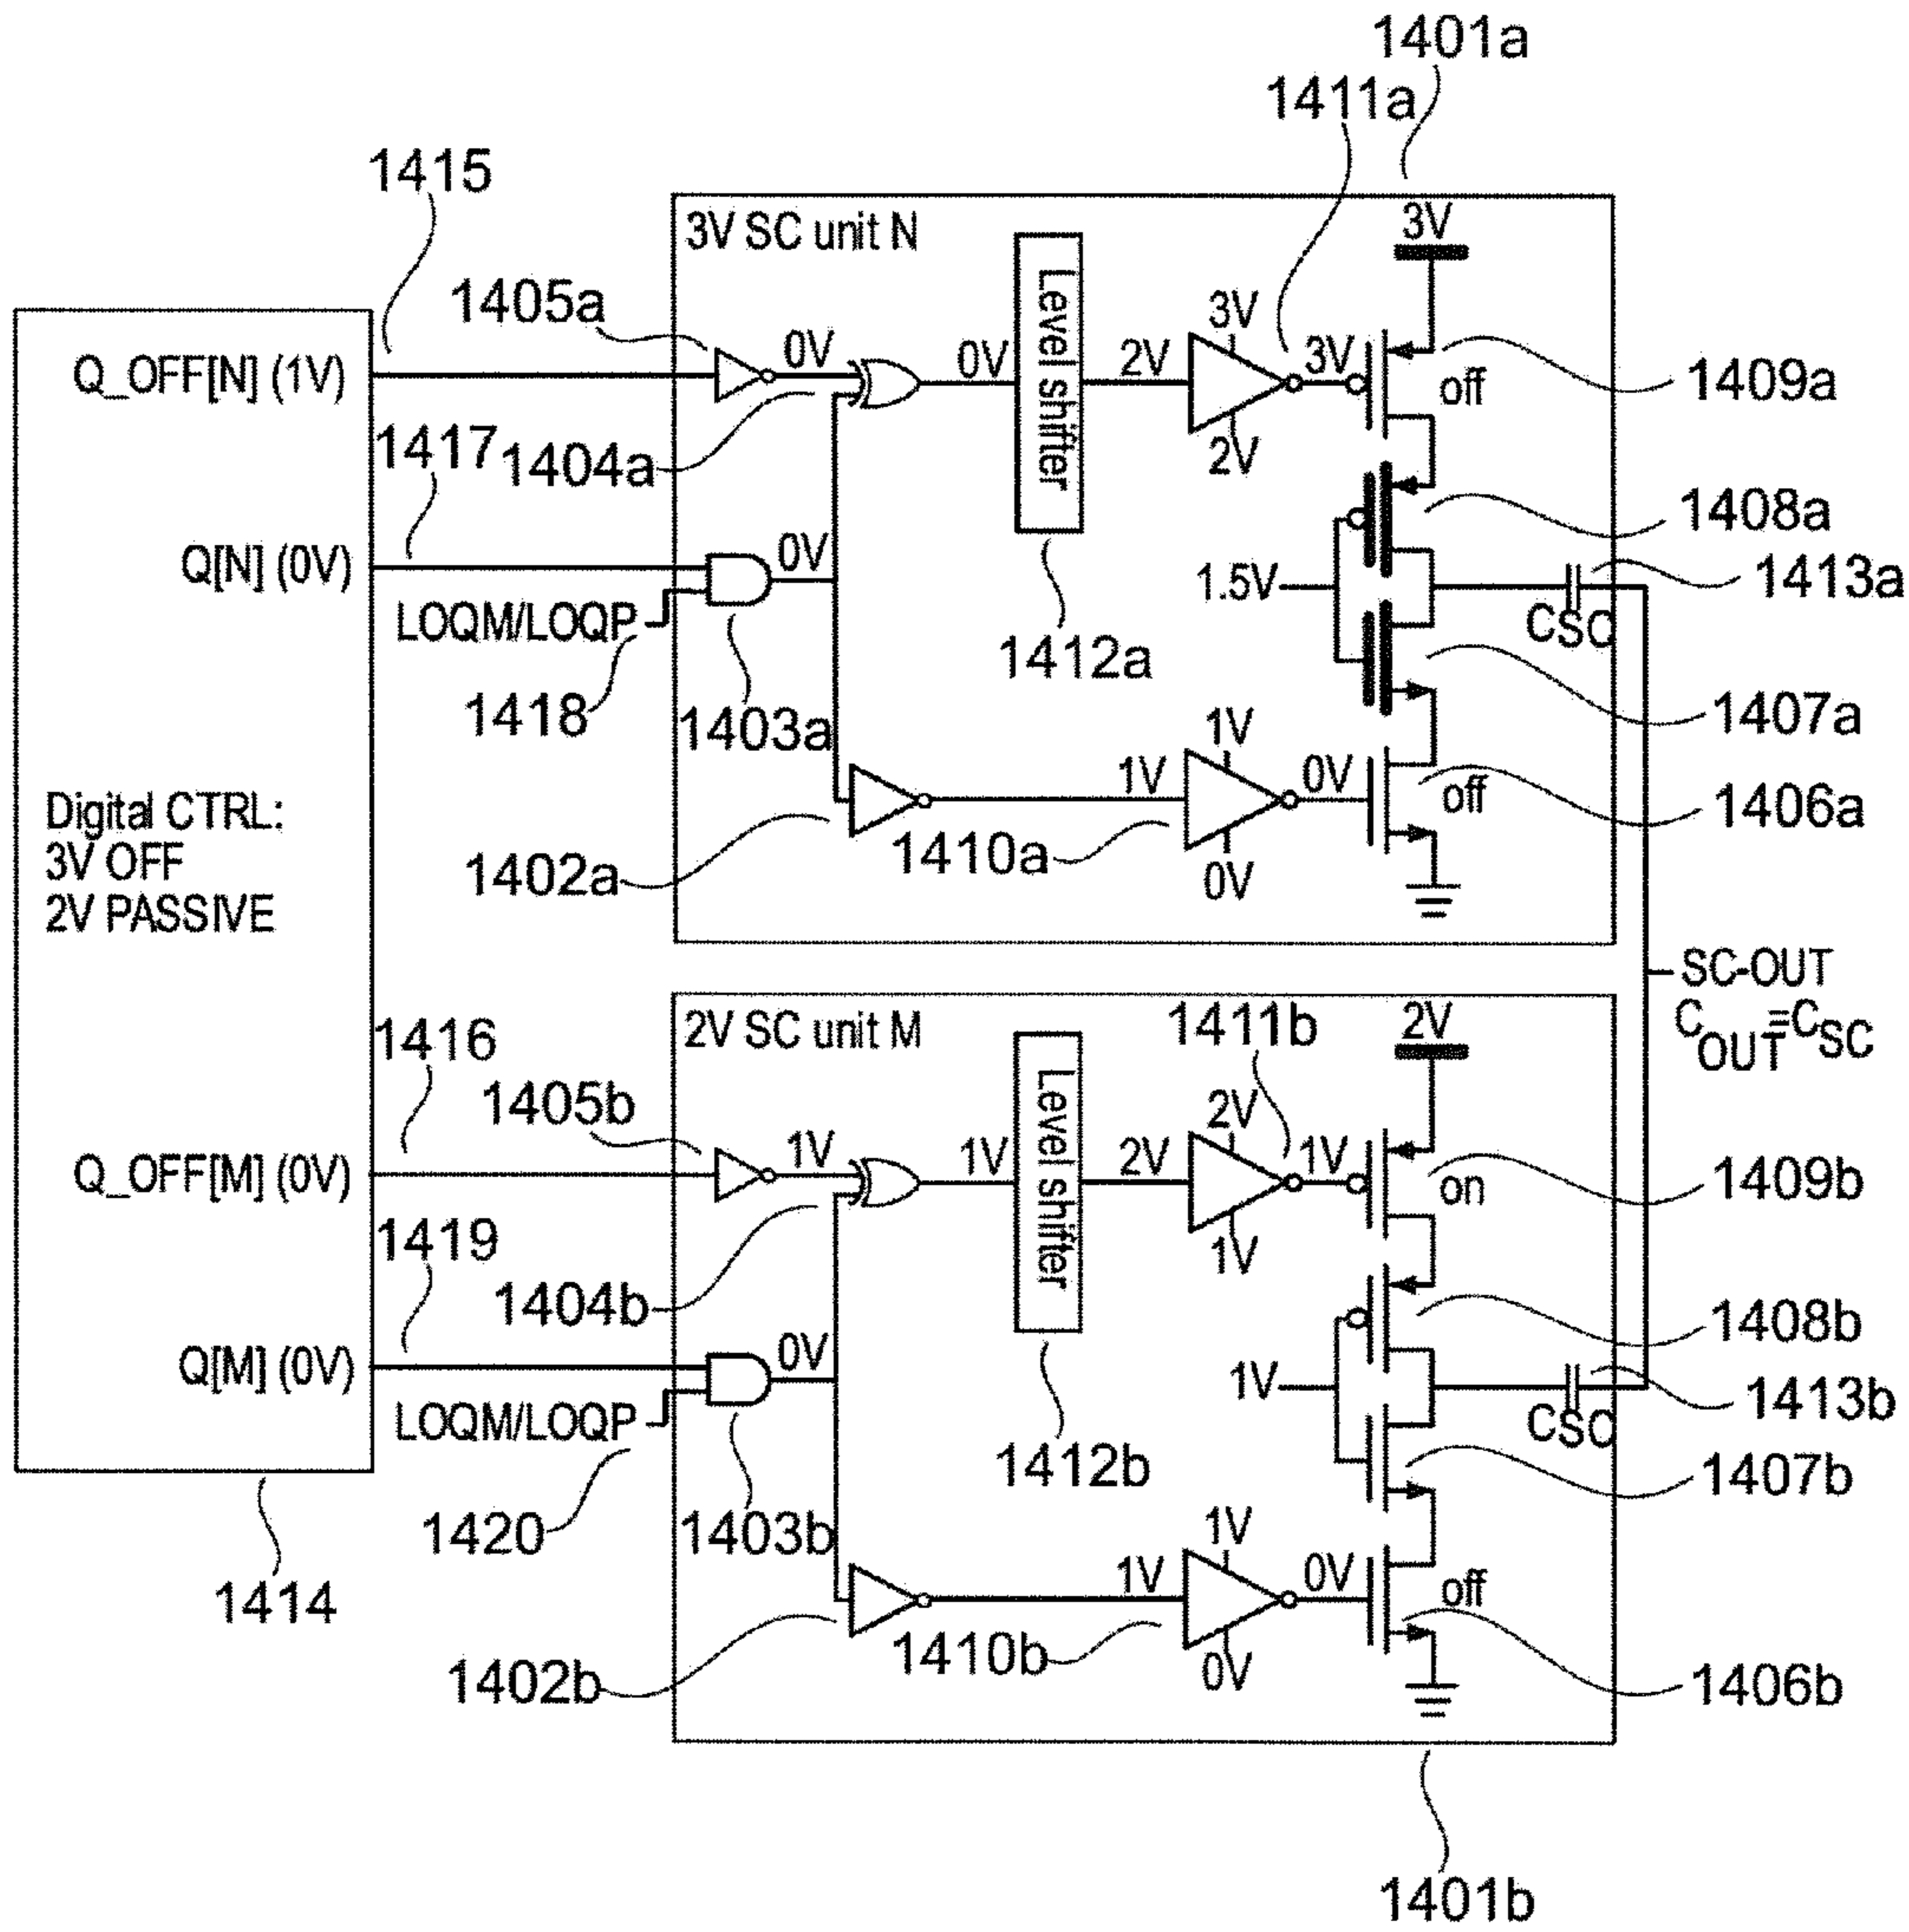 1401a
1411a
1415
3V SC unit N
3V
1405a
Q_OFF[N] (1V)
0V
0V
Level shifter
2V
3V
2V
3V
off
1409a
1417
1404a
1408a
Q[N] (0V)
0V
1.5V
1413a
LOQM/LOQP
CSC
1418
1403a
1412a
1407a
Digital CTRL:
3V OFF
2V PASSIVE
1V
1V
0V
0V
off
1406a
1402a
1410a
SC-OUT
COUT=CSC
1416
2V SC unit M
1411b
2V
1405b
Q_OFF[M] (0V)
1V
1V
Level shifter
2V
2V
1V
1V
on
1409b
1419
1404b
1408b
Q[M] (0V)
0V
1V
1413b
LOQM/LOQP
CSC
1420
1403b
1412b
1407b
1414
1V
1V
0V
0V
off
1402b
1410b
1406b
1401b